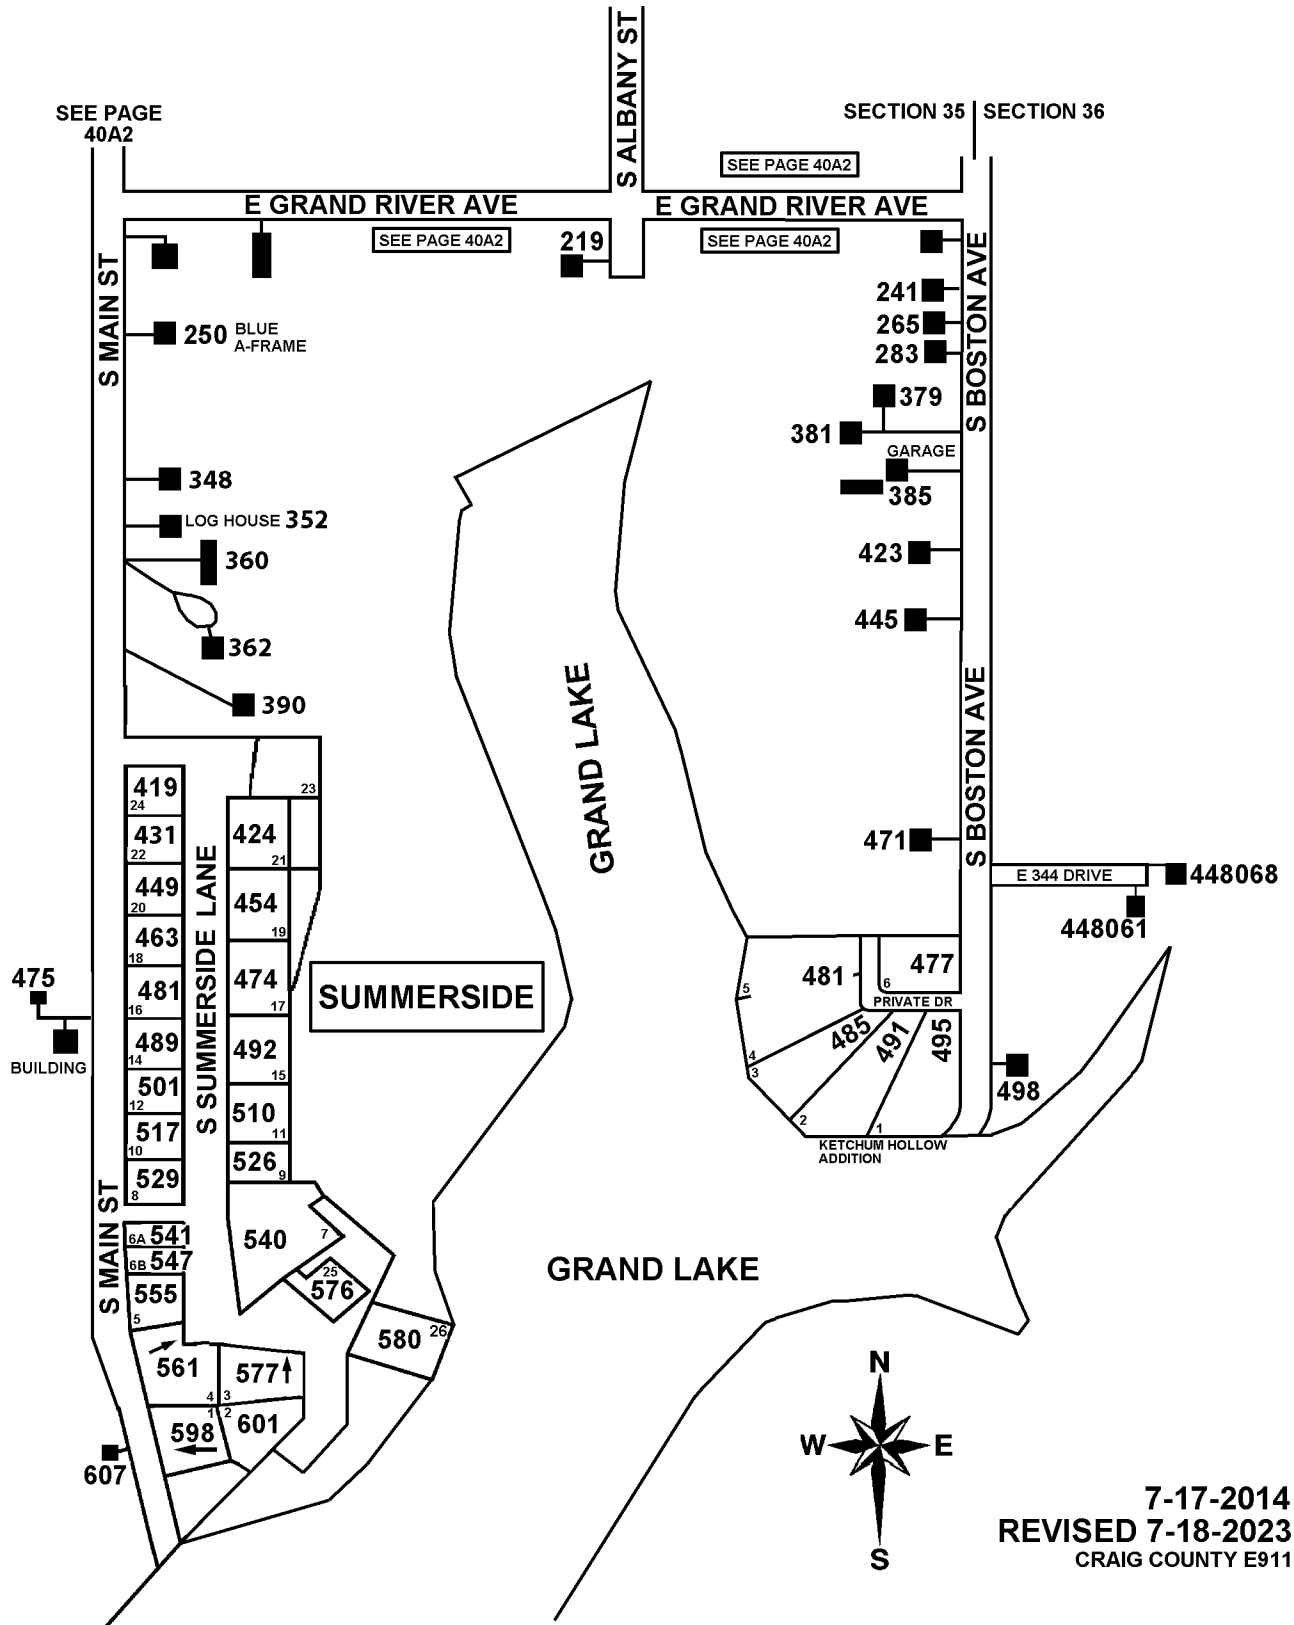 S ALBANY ST
SEE PAGE
40A2
SECTION 35
SECTION 36
SEE PAGE 40A2
E GRAND RIVER AVE
E GRAND RIVER AVE
SEE PAGE 40A2
219
SEE PAGE 40A2
S MAIN ST
S BOSTON AVE
241
265
283
250
BLUE
A-FRAME
379
381
GARAGE
385
348
LOG HOUSE 352
360
362
390
423
445
GRAND LAKE
S BOSTON AVE
471
E 344 DRIVE
448068
448061
23
419
24
431
22
449
20
463
18
481
16
489
14
501
12
517
10
529
8
S SUMMERSIDE LANE
424
21
454
19
474
17
492
15
510
11
526
9
SUMMERSIDE
475
BUILDING
481
477
6
5
PRIVATE DR
485
491
495
4
3
2
1
498
KETCHUM HOLLOW
ADDITION
S MAIN ST
6A 541
6B 547
555
5
540
7
25
576
580
26
561
4
577
3
598
1
2
601
607
GRAND LAKE
N
W
E
S
7-17-2014
REVISED 7-18-2023
CRAIG COUNTY E911